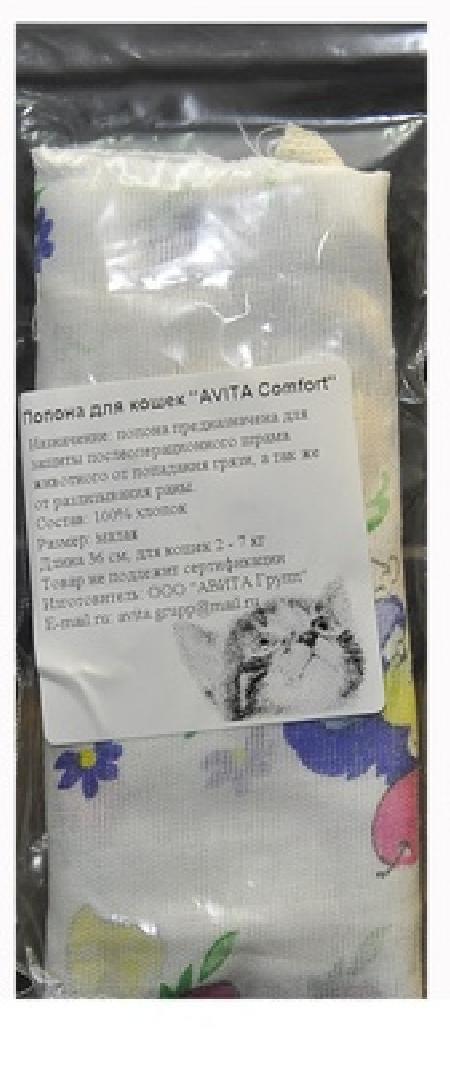 Попона для кошек "AVITA Comfort"
Назначение: попона предназначена для
защиты послеоперационного шрама
животного от попадания грязи, а так же
от разлизывания раны.
Состав: 100% хлопок
Размер: малая
Длина 36 см, для кошек 2 - 7 кг
Товар не подлежит сертификации
Изготовитель: ООО "АВИТА Групп"
E-mail ru: avita.grupp@mail.ru